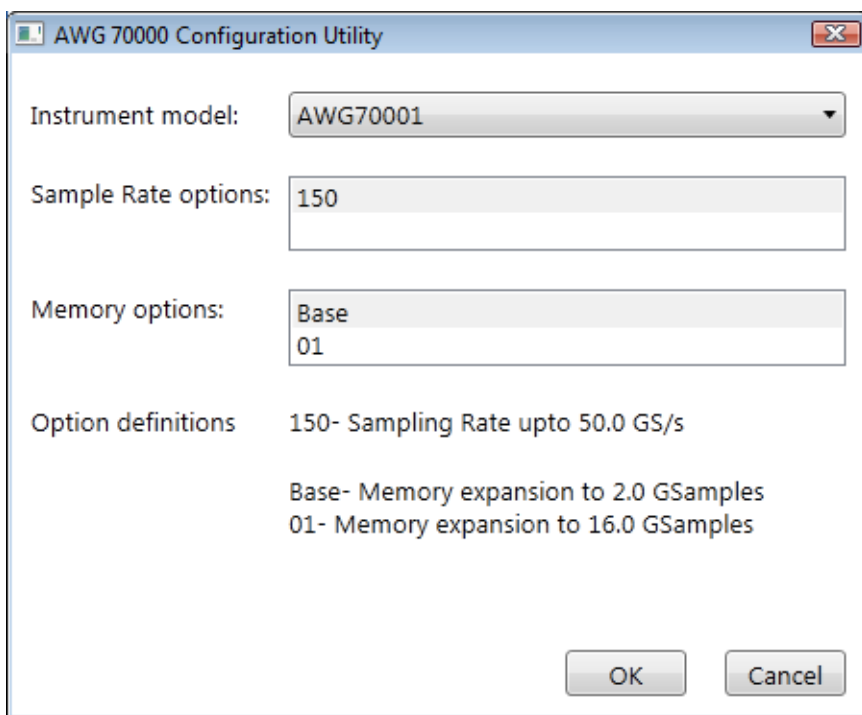 AWG 70000 Configuration Utility
Instrument model: AWG70001
Sample Rate options: 150
Memory options: Base
01
Option definitions 150- Sampling Rate upto 50.0 GS/s
Base- Memory expansion to 2.0 GSamples
01- Memory expansion to 16.0 GSamples
OK Cancel